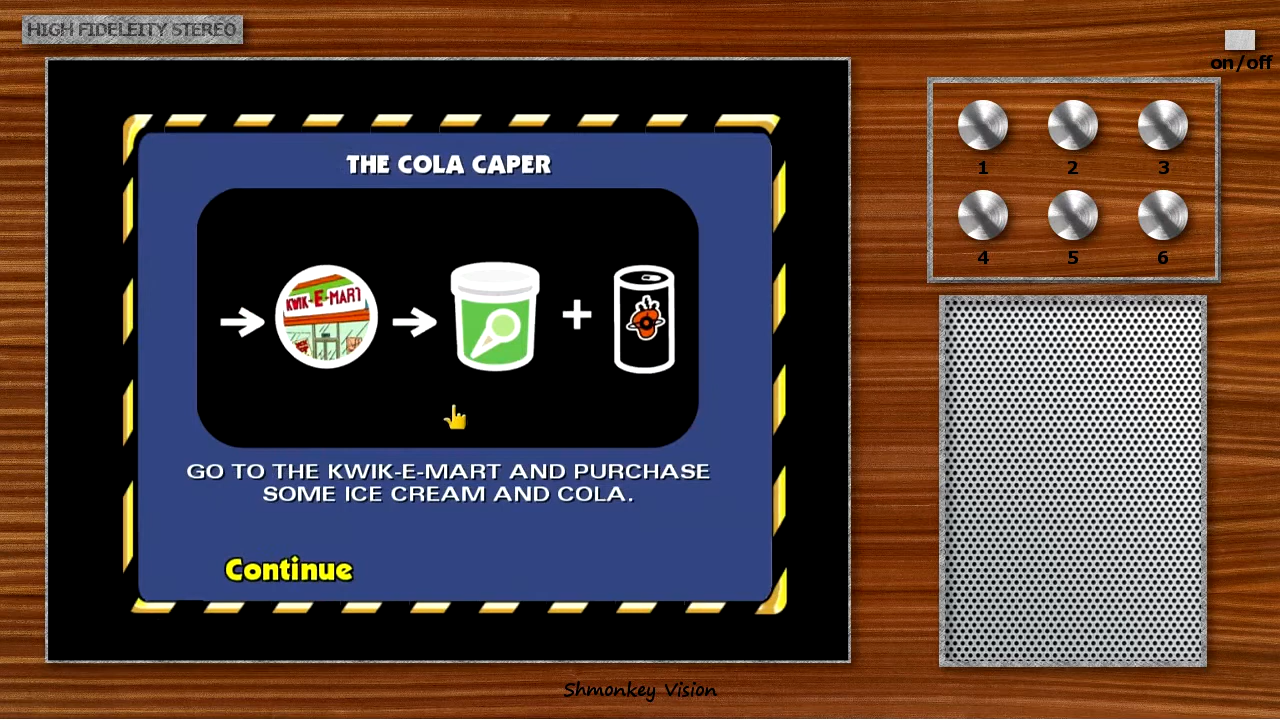 HIGH FIDELEITY STEREO
on/off
THE COLA CAPER
1 2 3
4 5 6
KWIK-E-MART
GO TO THE KWIK-E-MART AND PURCHASE
SOME ICE CREAM AND COLA.
Continue
Shmonkey Vision